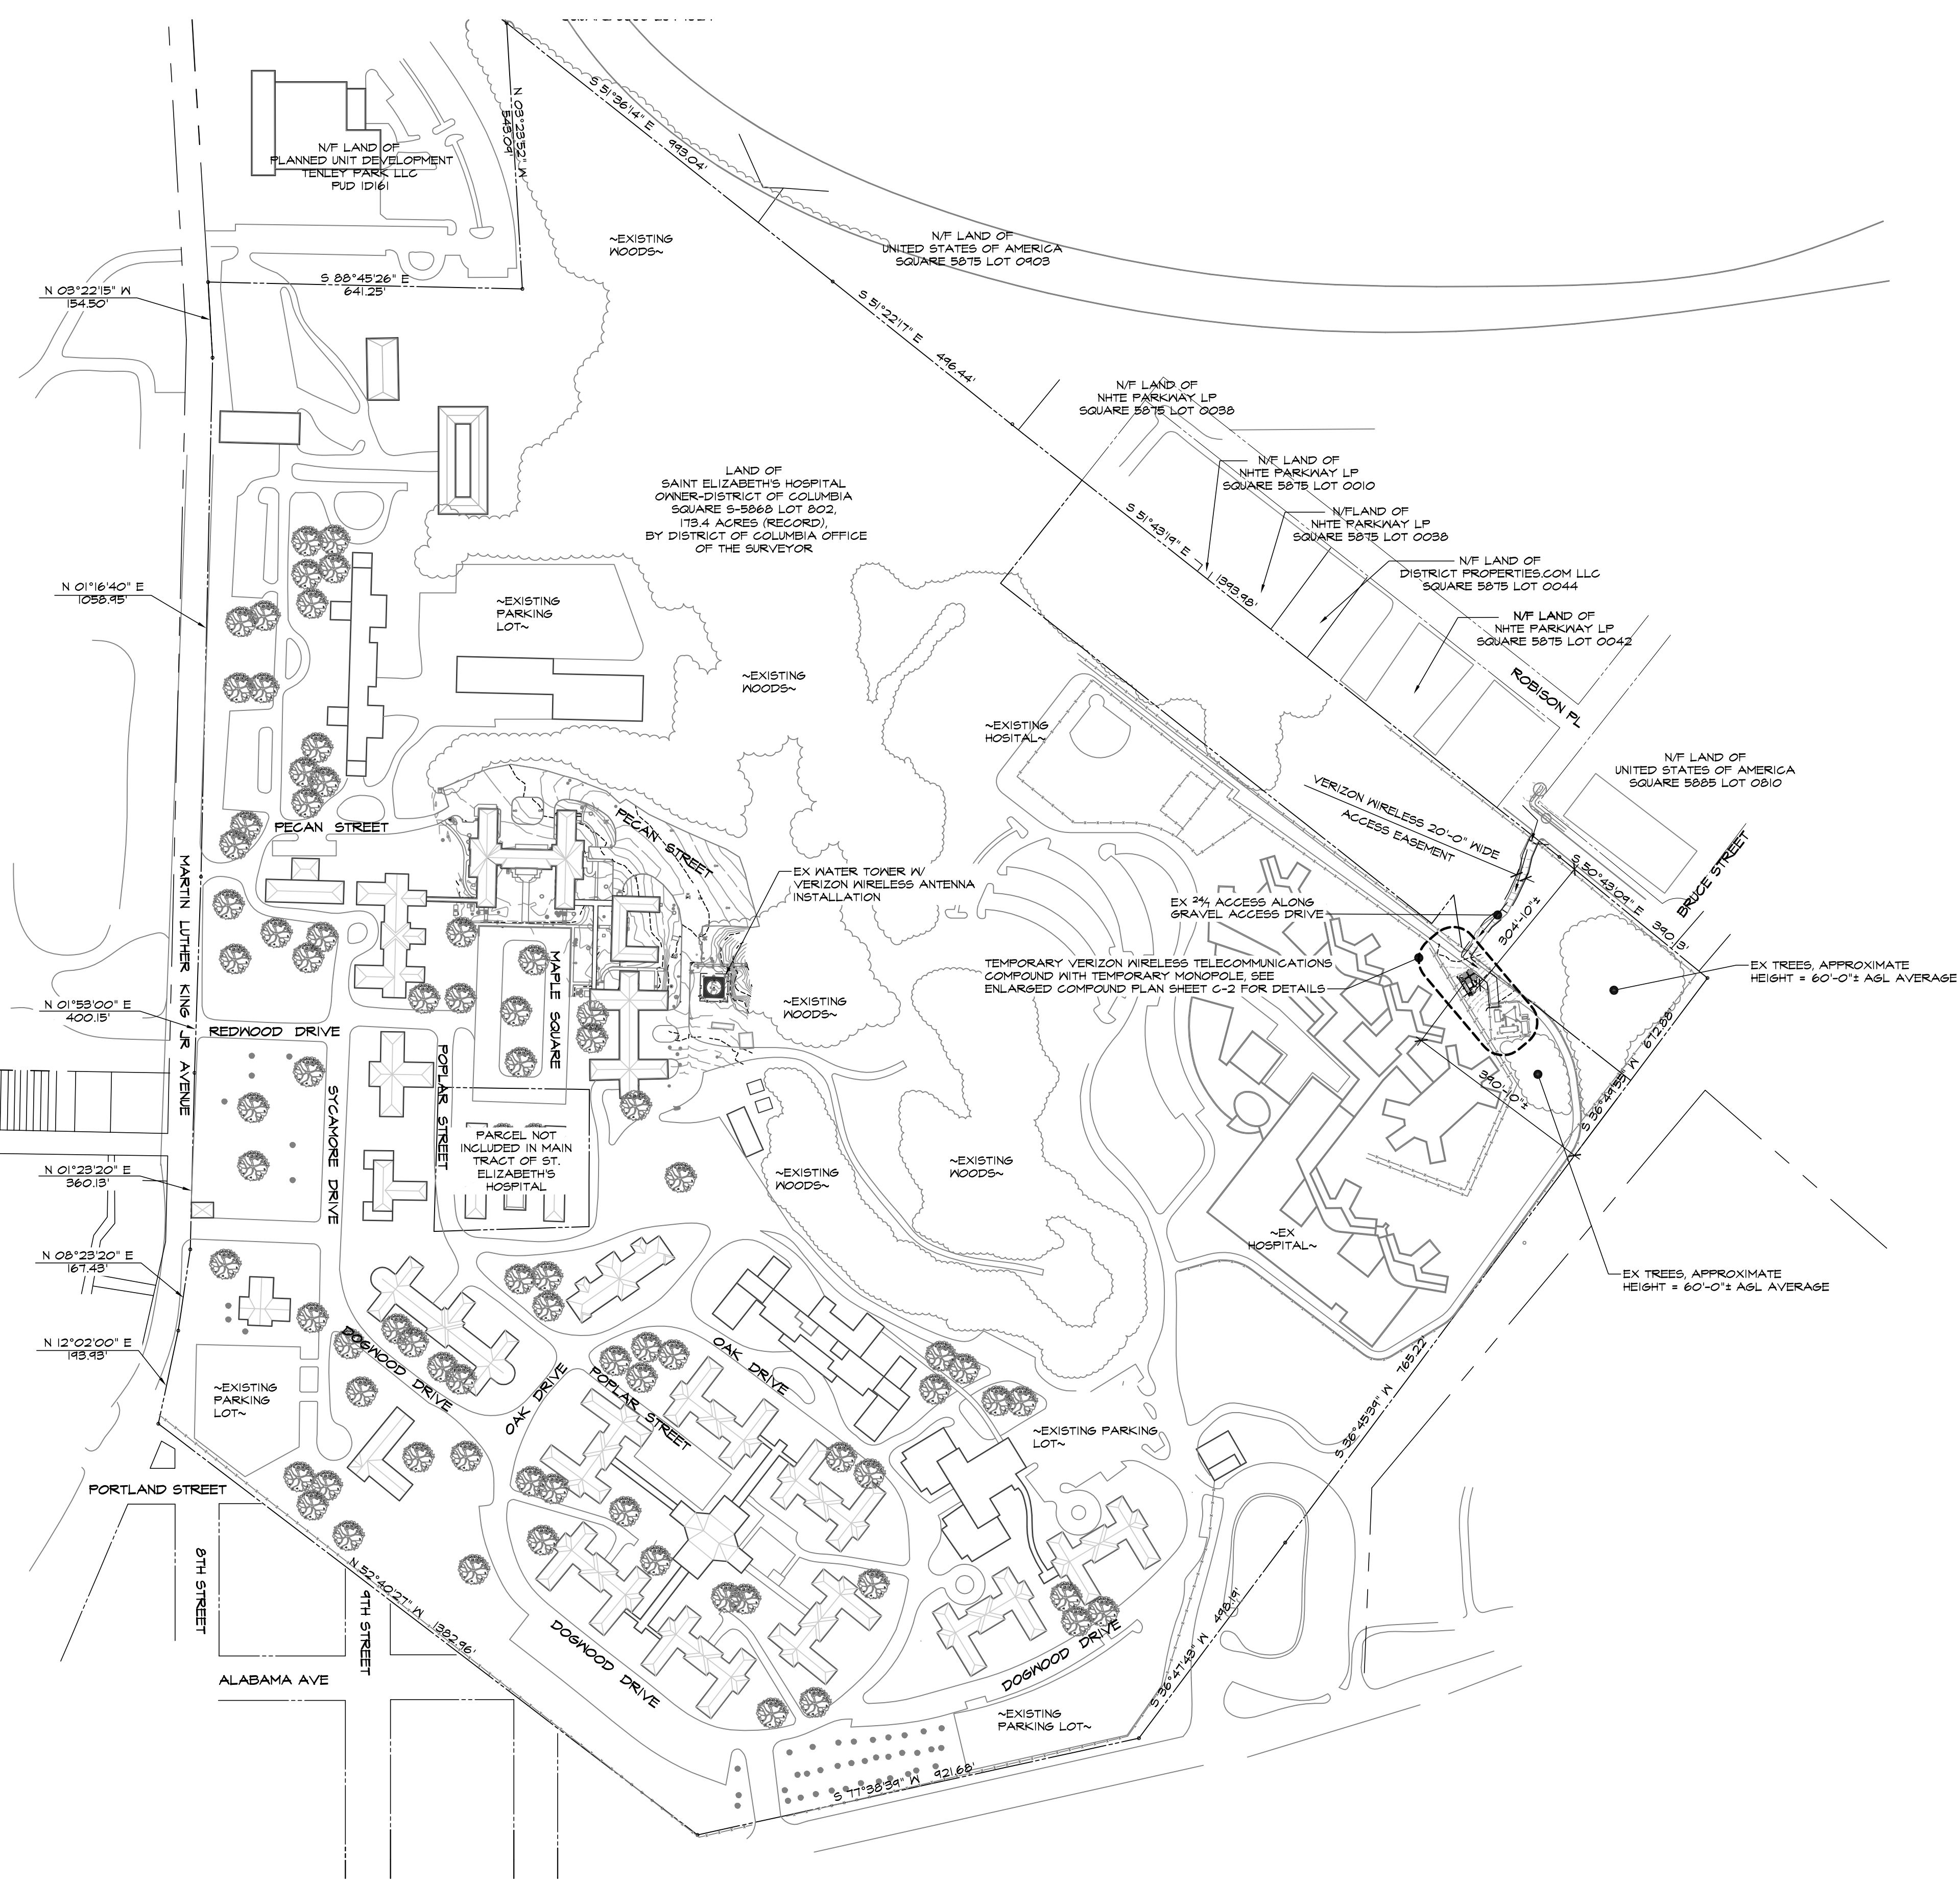 N/F LAND OF
PLANNED UNIT DEVELOPMENT
TENLEY PARK LLC
PUD ID161
N 03°23'52" W
543.09'
S 51°36'14" E 993.04'
~EXISTING
WOODS~
N/F LAND OF
UNITED STATES OF AMERICA
SQUARE 5875 LOT 0903
S 88°45'26" E
641.25'
N 03°22'15" W
154.50'
S 51°22'17" E 496.44'
N/F LAND OF
NHTE PARKWAY LP
SQUARE 5875 LOT 0038
N/F LAND OF
NHTE PARKWAY LP
SQUARE 5875 LOT 0010
N/FLAND OF
NHTE PARKWAY LP
SQUARE 5875 LOT 0038
N/F LAND OF
DISTRICT PROPERTIES.COM LLC
SQUARE 5875 LOT 0044
N/F LAND OF
NHTE PARKWAY LP
SQUARE 5875 LOT 0042
LAND OF
SAINT ELIZABETH'S HOSPITAL
OWNER-DISTRICT OF COLUMBIA
SQUARE S-5868 LOT 802,
173.4 ACRES (RECORD),
BY DISTRICT OF COLUMBIA OFFICE
OF THE SURVEYOR
S 51°43'19" E 1393.98'
N 01°16'40" E
1058.95'
~EXISTING
PARKING
LOT~
~EXISTING
WOODS~
~EXISTING
HOSITAL~
ROBISON PL
N/F LAND OF
UNITED STATES OF AMERICA
SQUARE 5885 LOT 0810
VERIZON WIRELESS 20'-0" WIDE
ACCESS EASEMENT
PECAN STREET
PECAN STREET
MARTIN LUTHER KING JR AVENUE
EX WATER TOWER W/
VERIZON WIRELESS ANTENNA
INSTALLATION
S 50°43'09" E 390.13'
BRUCE STREET
EX 24/7 ACCESS ALONG
GRAVEL ACCESS DRIVE
304'-10"±
TEMPORARY VERIZON WIRELESS TELECOMMUNICATIONS
COMPOUND WITH TEMPORARY MONOPOLE, SEE
ENLARGED COMPOUND PLAN SHEET C-2 FOR DETAILS
EX TREES, APPROXIMATE
HEIGHT = 60'-0"± AGL AVERAGE
MAPLE SQUARE
~EXISTING
WOODS~
N 01°53'00" E
400.15'
REDWOOD DRIVE
SYCAMORE DRIVE
POPLAR STREET
S 36°49'55" W 672.88'
390'-0"±
PARCEL NOT
INCLUDED IN MAIN
TRACT OF ST.
ELIZABETH'S
HOSPITAL
N 01°23'20" E
360.13'
~EXISTING
WOODS~
~EXISTING
WOODS~
~EX
HOSPITAL~
N 08°23'20" E
167.43'
EX TREES, APPROXIMATE
HEIGHT = 60'-0"± AGL AVERAGE
N 12°02'00" E
193.93'
DOGWOOD DRIVE
OAK DRIVE
OAK DRIVE
POPLAR STREET
~EXISTING
PARKING
LOT~
S 36°45'39" W 765.22'
~EXISTING PARKING
LOT~
PORTLAND STREET
8TH STREET
9TH STREET
N 52°40'27" W 1382.96'
ALABAMA AVE
DOGWOOD DRIVE
DOGWOOD DRIVE
S 36°47'43" W 498.19'
~EXISTING
PARKING LOT~
S 77°38'39" W 921.68'